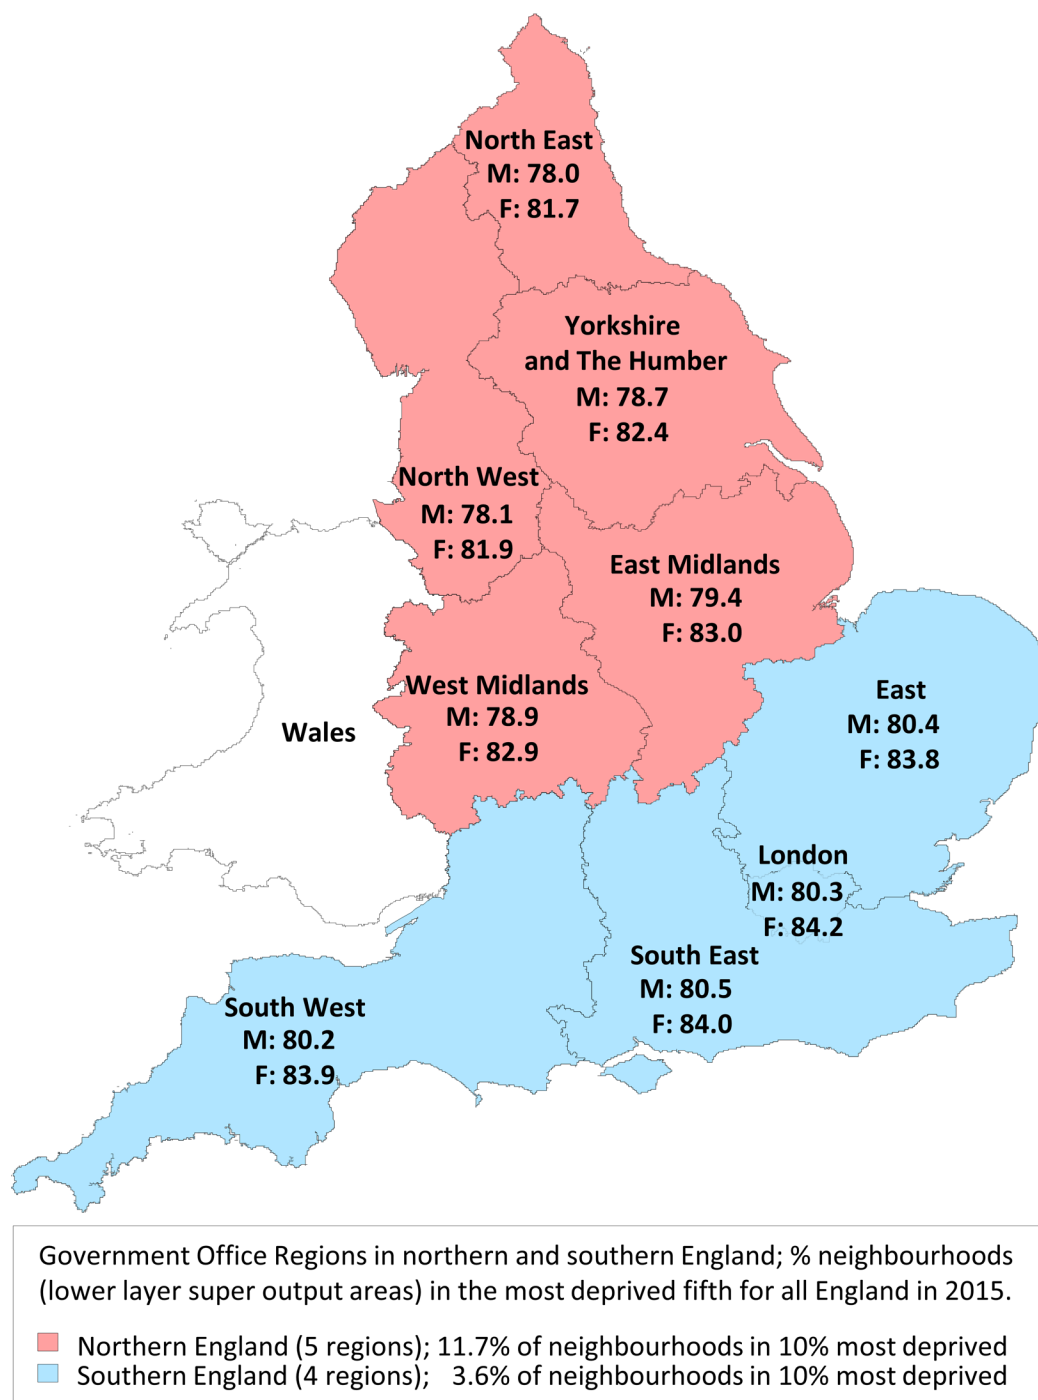 North East
M: 78.0
F: 81.7
Yorkshire
and The Humber
M: 78.7
F: 82.4
North West
M: 78.1
F: 81.9
East Midlands
M: 79.4
F: 83.0
West Midlands
M: 78.9
F: 82.9
Wales
East
M: 80.4
F: 83.8
London
M: 80.3
F: 84.2
South East
M: 80.5
F: 84.0
South West
M: 80.2
F: 83.9
Government Office Regions in northern and southern England; % neighbourhoods
(lower layer super output areas) in the most deprived fifth for all England in 2015.
Northern England (5 regions); 11.7% of neighbourhoods in 10% most deprived
Southern England (4 regions); 3.6% of neighbourhoods in 10% most deprived